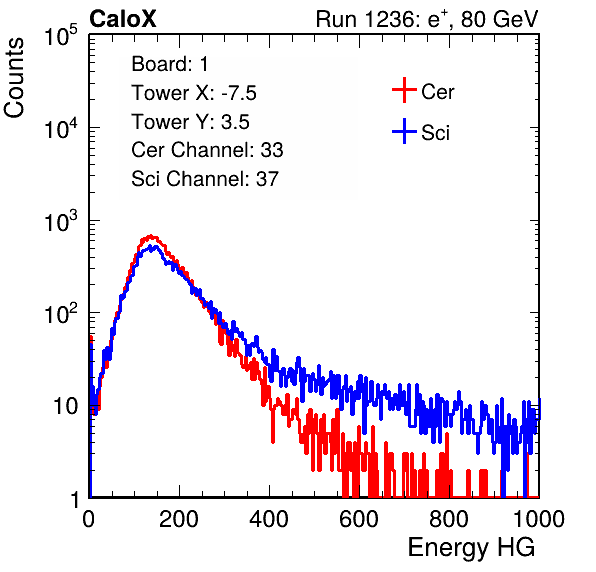 CaloX Run 1236: e⁺, 80 GeV
Counts
10⁵
10⁴
10³
10²
10
1
Board: 1
Tower X: -7.5
Tower Y: 3.5
Cer Channel: 33
Sci Channel: 37
Cer
Sci
0 200 400 600 800 1000
Energy HG